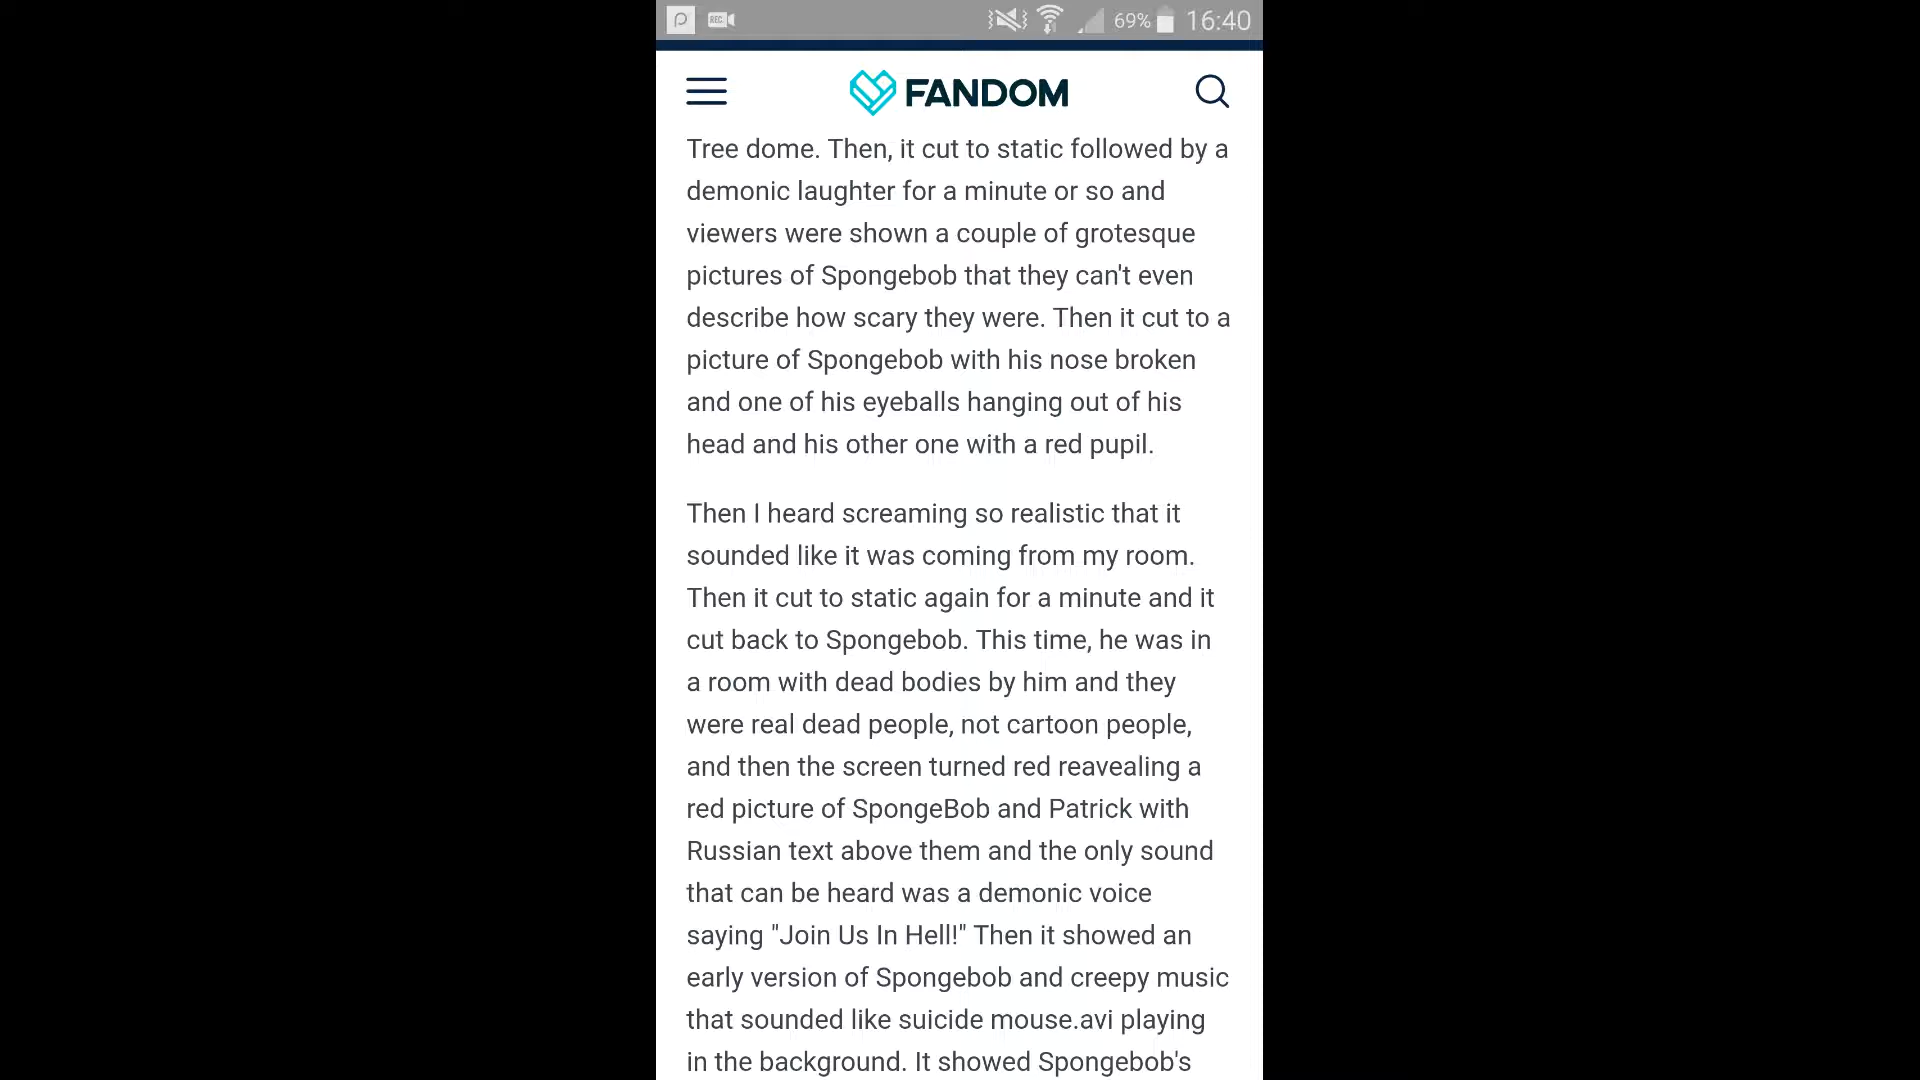 REC
69% 16:40
FANDOM
Tree dome. Then, it cut to static followed by a
demonic laughter for a minute or so and
viewers were shown a couple of grotesque
pictures of Spongebob that they can't even
describe how scary they were. Then it cut to a
picture of Spongebob with his nose broken
and one of his eyeballs hanging out of his
head and his other one with a red pupil.
Then I heard screaming so realistic that it
sounded like it was coming from my room.
Then it cut to static again for a minute and it
cut back to Spongebob. This time, he was in
a room with dead bodies by him and they
were real dead people, not cartoon people,
and then the screen turned red reavealing a
red picture of SpongeBob and Patrick with
Russian text above them and the only sound
that can be heard was a demonic voice
saying "Join Us In Hell!" Then it showed an
early version of Spongebob and creepy music
that sounded like suicide mouse.avi playing
in the background. It showed Spongebob's